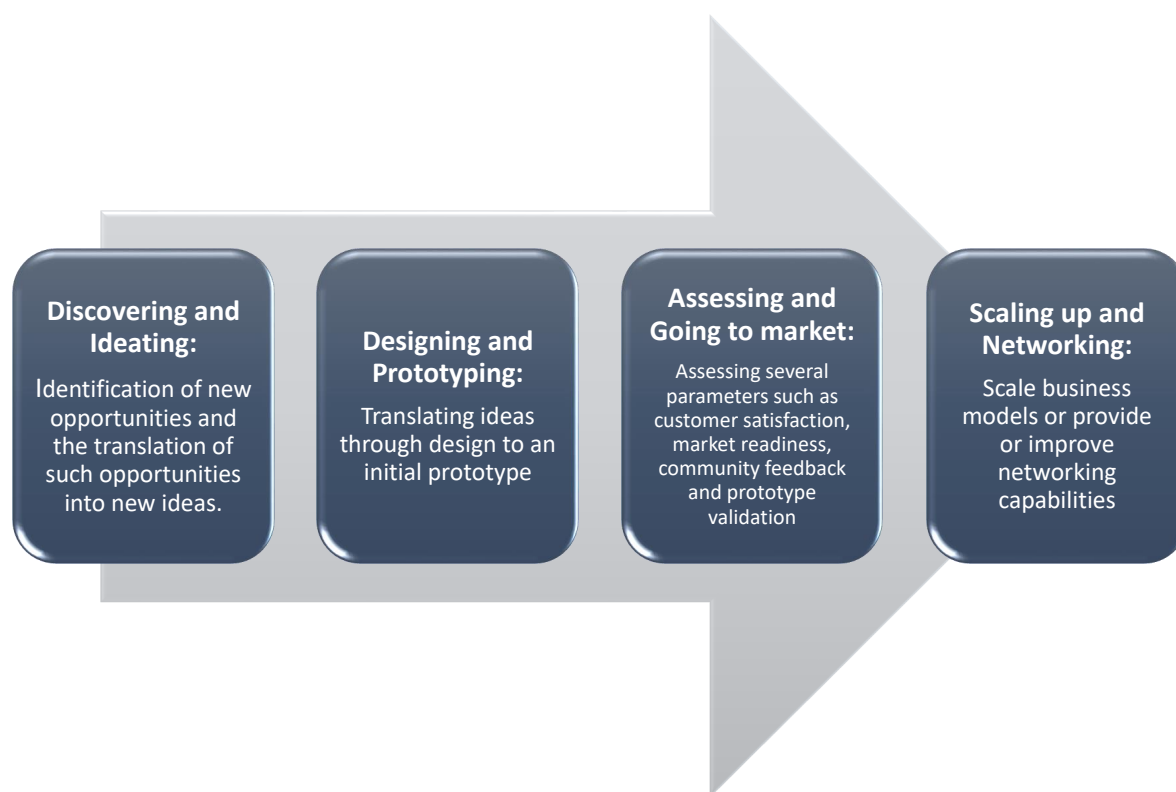 Discovering and
Ideating:
Identification of new
opportunities and
the translation of
such opportunities
into new ideas.
Designing and
Prototyping:
Translating ideas
through design to an
initial prototype
Assessing and
Going to market:
Assessing several
parameters such as
customer satisfaction,
market readiness,
community feedback
and prototype
validation
Scaling up and
Networking:
Scale business
models or provide
or improve
networking
capabilities